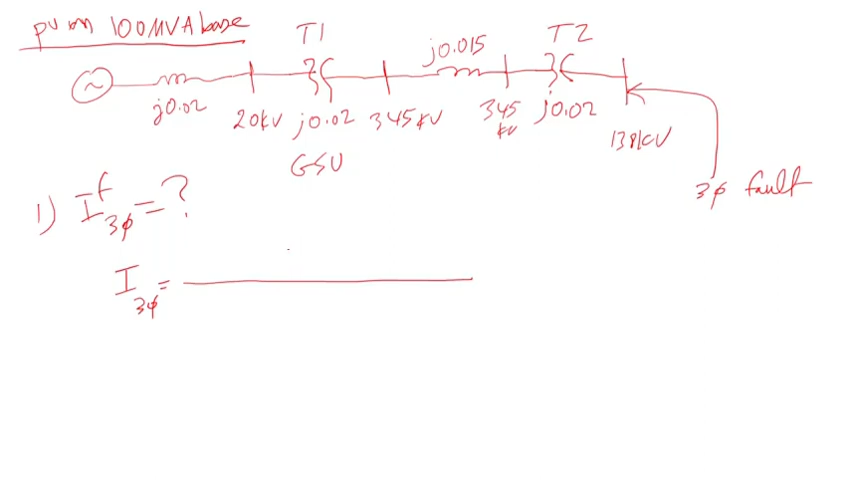 pu on 100MVA base
T1
j0.015
T2
~
j0.02
20kV
j0.02
345kV
345
kV
j0.02
138kV
GSU
3φ fault
1) I^f_3φ = ?
I_3φ =